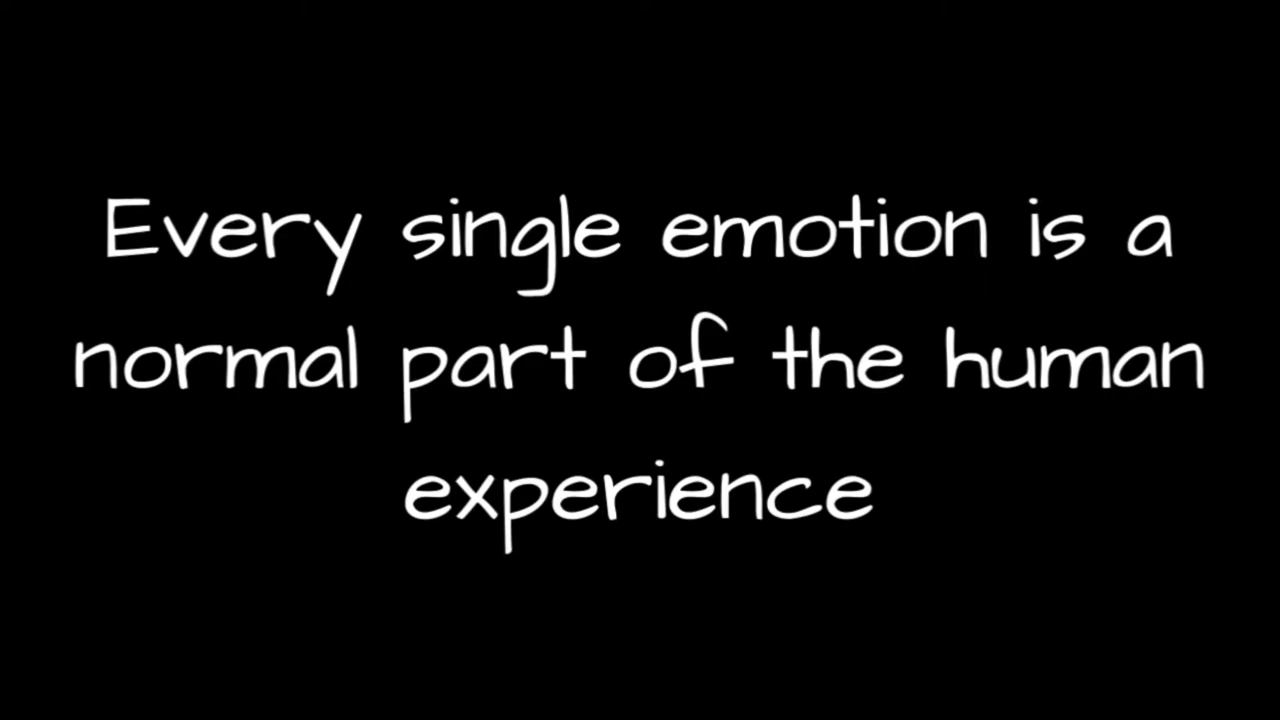 Every single emotion is a
normal part of the human
experience